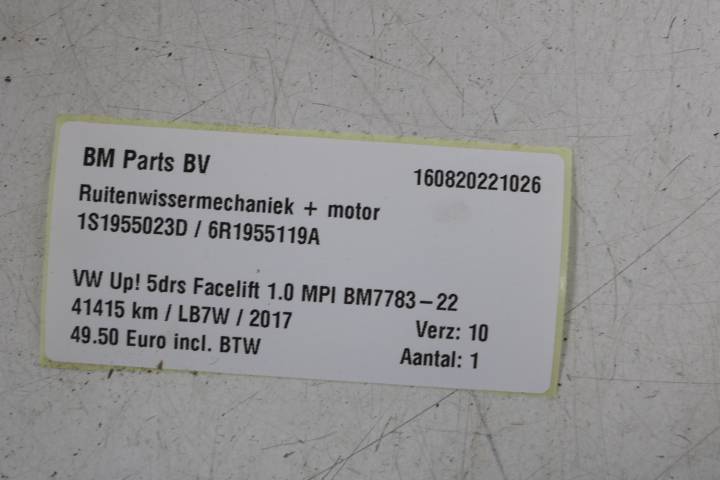 BM Parts BV 160820221026
Ruitenwissermechaniek + motor
1S1955023D / 6R1955119A
VW Up! 5drs Facelift 1.0 MPI BM7783-22
41415 km / LB7W / 2017 Verz: 10
49.50 Euro incl. BTW Aantal: 1